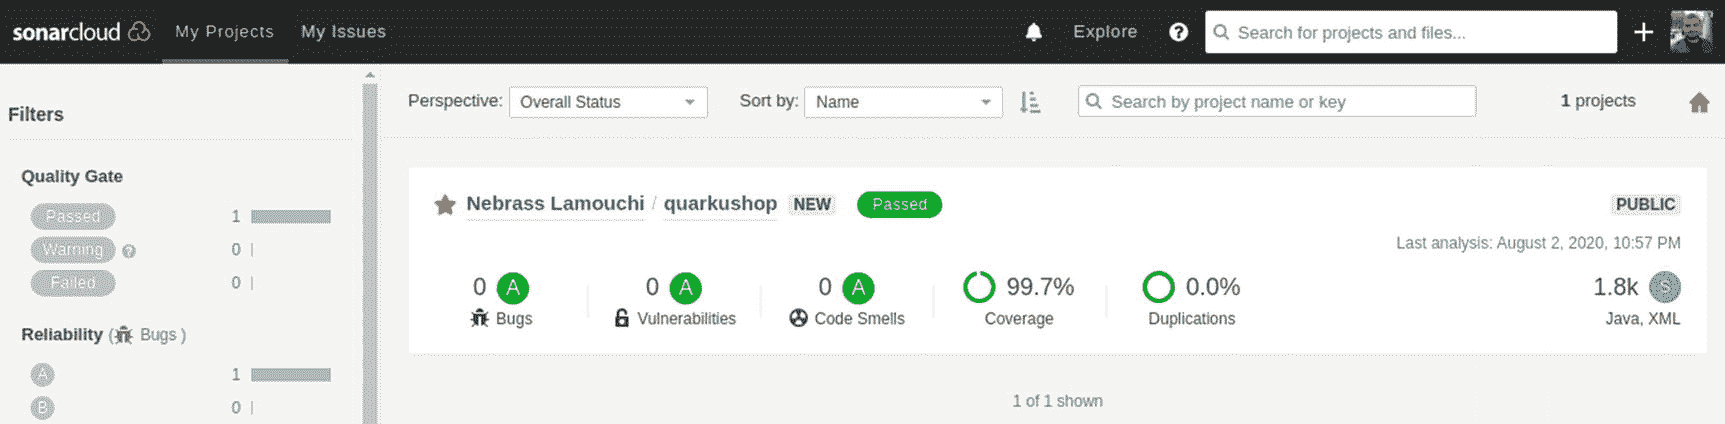 sonarcloud My Projects My Issues Explore ? Search for projects and files... +
Filters
Perspective: Overall Status Sort by: Name Search by project name or key 1 projects
Quality Gate
Passed 1
Warning ? 0
Failed 0
Reliability ( Bugs )
A 1
B 0
Nebrass Lamouchi / quarkushop NEW Passed PUBLIC
Last analysis: August 2, 2020, 10:57 PM
0 A 0 A 0 A 99.7% 0.0% 1.8k S
Bugs Vulnerabilities Code Smells Coverage Duplications Java, XML
1 of 1 shown